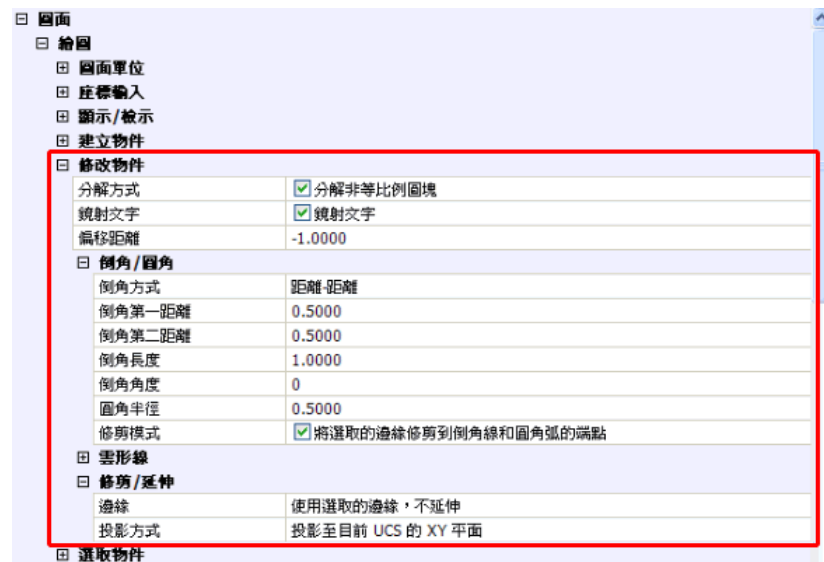 圖面
繪圖
圖面單位
座標輸入
顯示/檢示
建立物件
修改物件
分解方式 分解非等比例圖塊
鏡射文字 鏡射文字
偏移距離 -1.0000
倒角/圓角
倒角方式 距離-距離
倒角第一距離 0.5000
倒角第二距離 0.5000
倒角長度 1.0000
倒角角度 0
圓角半徑 0.5000
修剪模式 將選取的邊緣修剪到倒角線和圓角弧的端點
雲形線
修剪/延伸
邊緣 使用選取的邊緣，不延伸
投影方式 投影至目前 UCS 的 XY 平面
選取物件